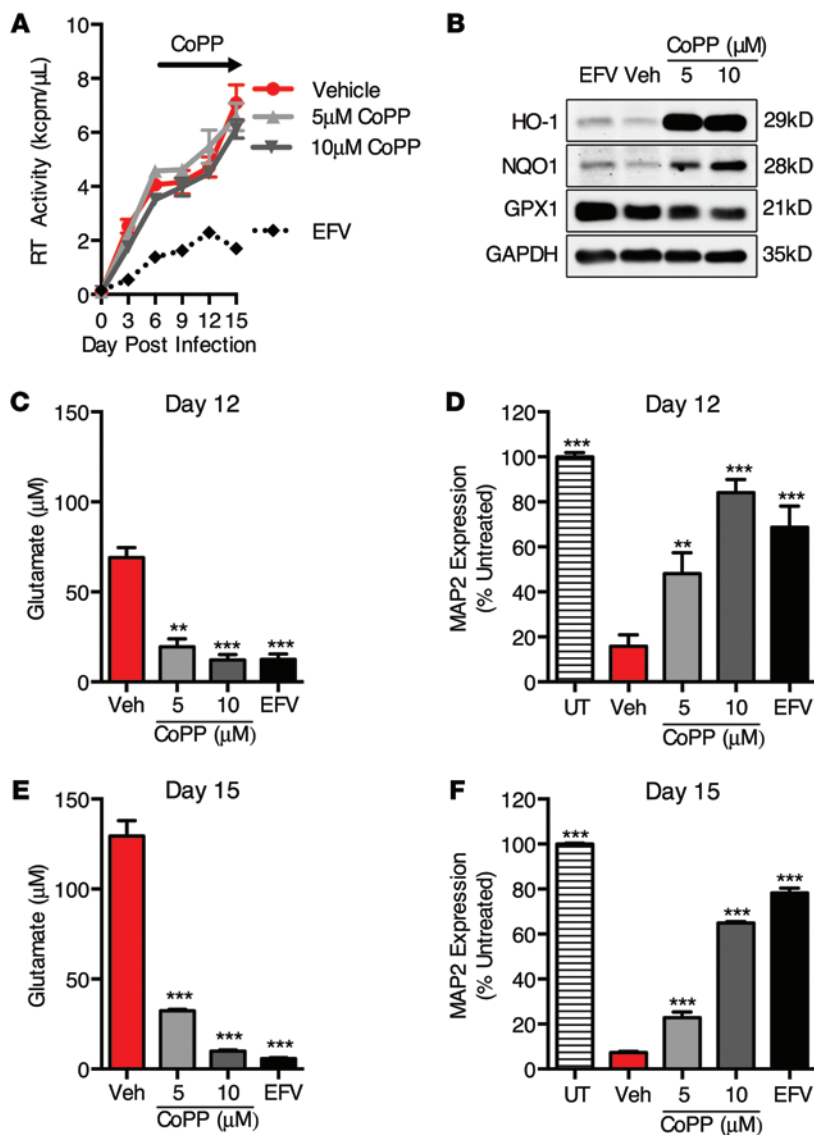 A
CoPP
Vehicle
5μM CoPP
10μM CoPP
EFV
RT Activity (kcpm/μL)
10
8
6
4
2
0
0 3 6 9 12 15
Day Post Infection
B
CoPP (μM)
EFV Veh 5 10
HO-1 29kD
NQO1 28kD
GPX1 21kD
GAPDH 35kD
C
Day 12
Glutamate (μM)
150
100
50
0
** *** ***
Veh 5 10 EFV
CoPP (μM)
D
Day 12
MAP2 Expression
(% Untreated)
120
100
80
60
40
20
0
*** ** *** ***
UT Veh 5 10 EFV
CoPP (μM)
E
Day 15
Glutamate (μM)
150
100
50
0
*** *** ***
Veh 5 10 EFV
CoPP (μM)
F
Day 15
MAP2 Expression
(% Untreated)
120
100
80
60
40
20
0
*** *** *** ***
UT Veh 5 10 EFV
CoPP (μM)